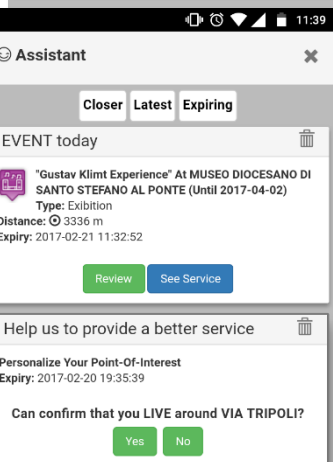 11:39
Assistant
Closer Latest Expiring
EVENT today
"Gustav Klimt Experience" At MUSEO DIOCESANO DI
SANTO STEFANO AL PONTE (Until 2017-04-02)
Type: Exibition
Distance: 3336 m
Expiry: 2017-02-21 11:32:52
Review See Service
Help us to provide a better service
Personalize Your Point-Of-Interest
Expiry: 2017-02-20 19:35:39
Can confirm that you LIVE around VIA TRIPOLI?
Yes No